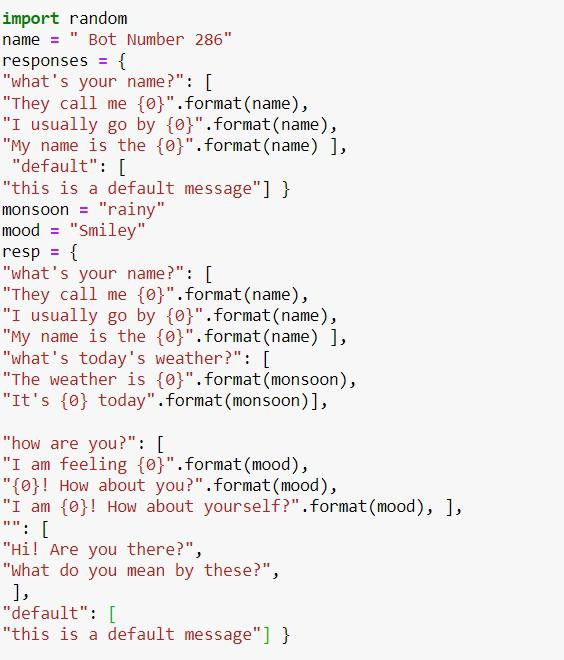 import random
name = " Bot Number 286"
responses = {
"what's your name?": [
"They call me {0}".format(name),
"I usually go by {0}".format(name),
"My name is the {0}".format(name) ],
 "default": [
"this is a default message"] }
monsoon = "rainy"
mood = "Smiley"
resp = {
"what's your name?": [
"They call me {0}".format(name),
"I usually go by {0}".format(name),
"My name is the {0}".format(name) ],
"what's today's weather?": [
"The weather is {0}".format(monsoon),
"It's {0} today".format(monsoon)],

"how are you?": [
"I am feeling {0}".format(mood),
"{0}! How about you?".format(mood),
"I am {0}! How about yourself?".format(mood), ],
"": [
"Hi! Are you there?",
"What do you mean by these?",
 ],
"default": [
"this is a default message"] }